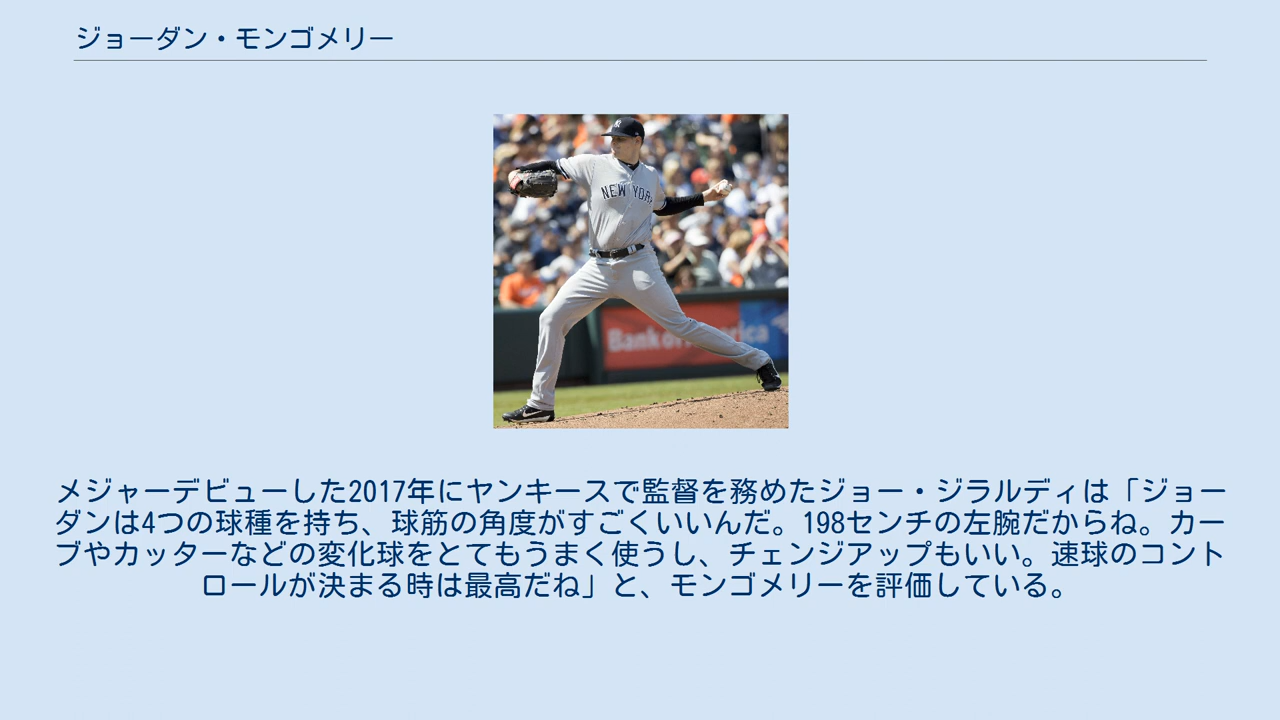 ジョーダン・モンゴメリー
NEW YORK
Bank of America
メジャーデビューした2017年にヤンキースで監督を務めたジョー・ジラルディは「ジョー
ダンは4つの球種を持ち、球筋の角度がすごくいいんだ。198センチの左腕だからね。カー
ブやカッターなどの変化球をとてもうまく使うし、チェンジアップもいい。速球のコント
ロールが決まる時は最高だね」と、モンゴメリーを評価している。